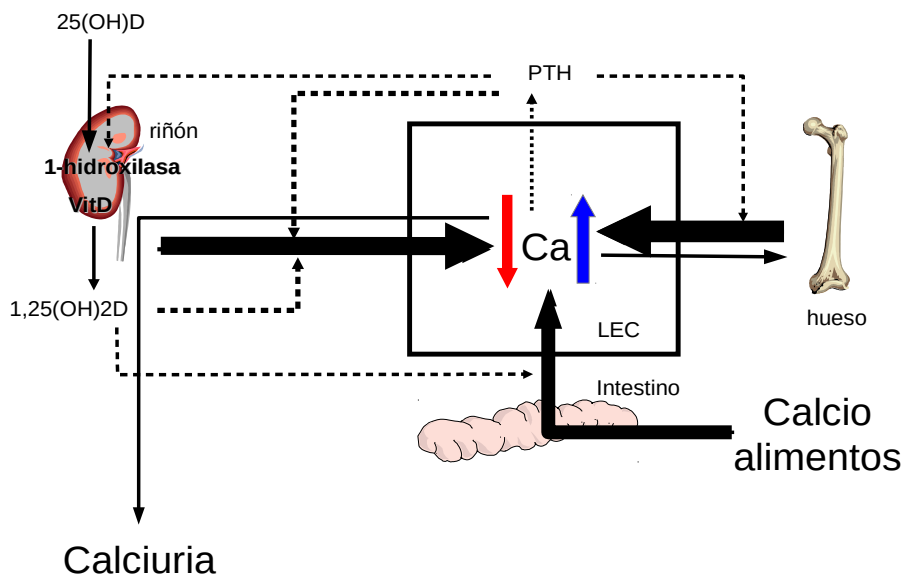 25(OH)D
PTH
riñón
1-hidroxilasa
VitD
Ca
1,25(OH)2D
LEC
hueso
Intestino
Calcio
alimentos
Calciuria